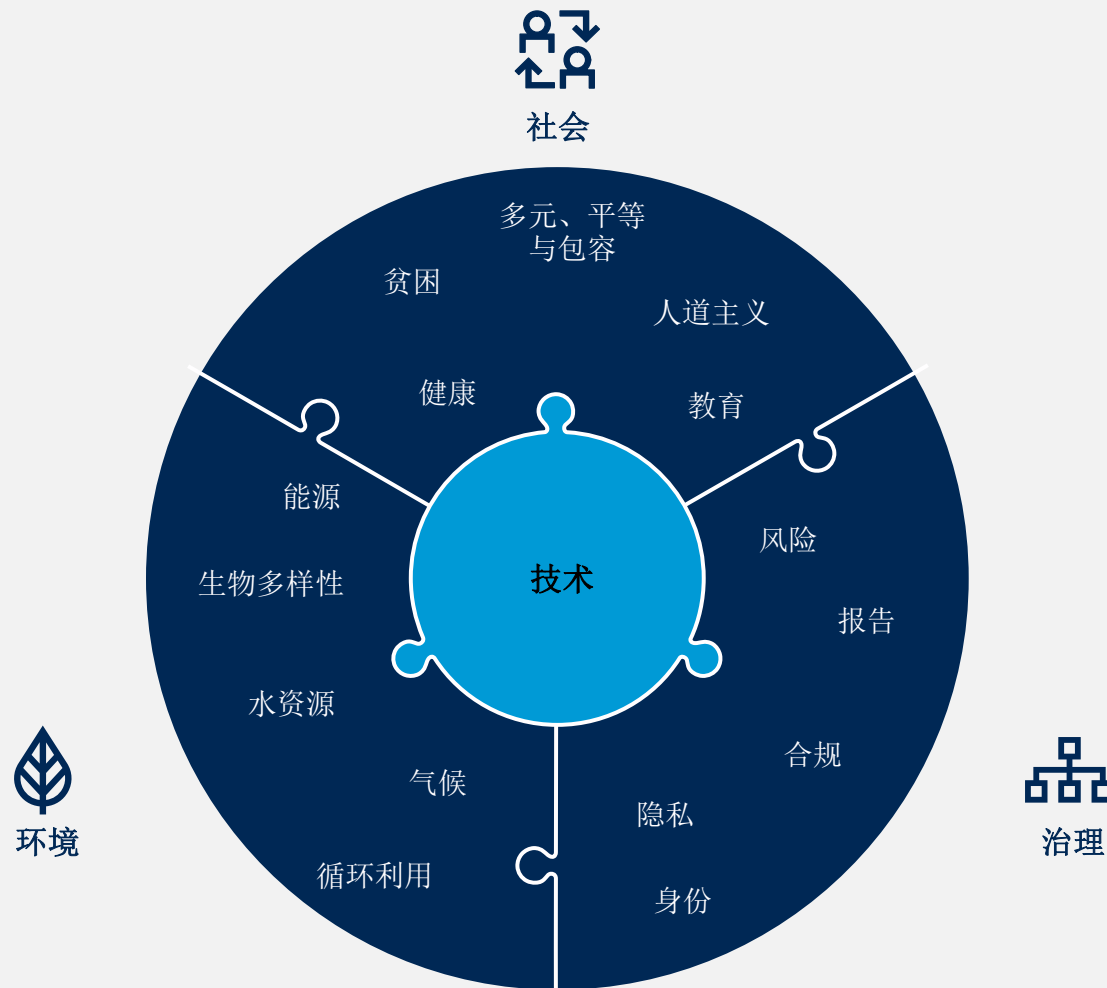 社会
多元、平等
与包容
贫困
人道主义
健康
教育
能源
风险
生物多样性
技术
报告
水资源
合规
气候
隐私
环境
治理
循环利用
身份